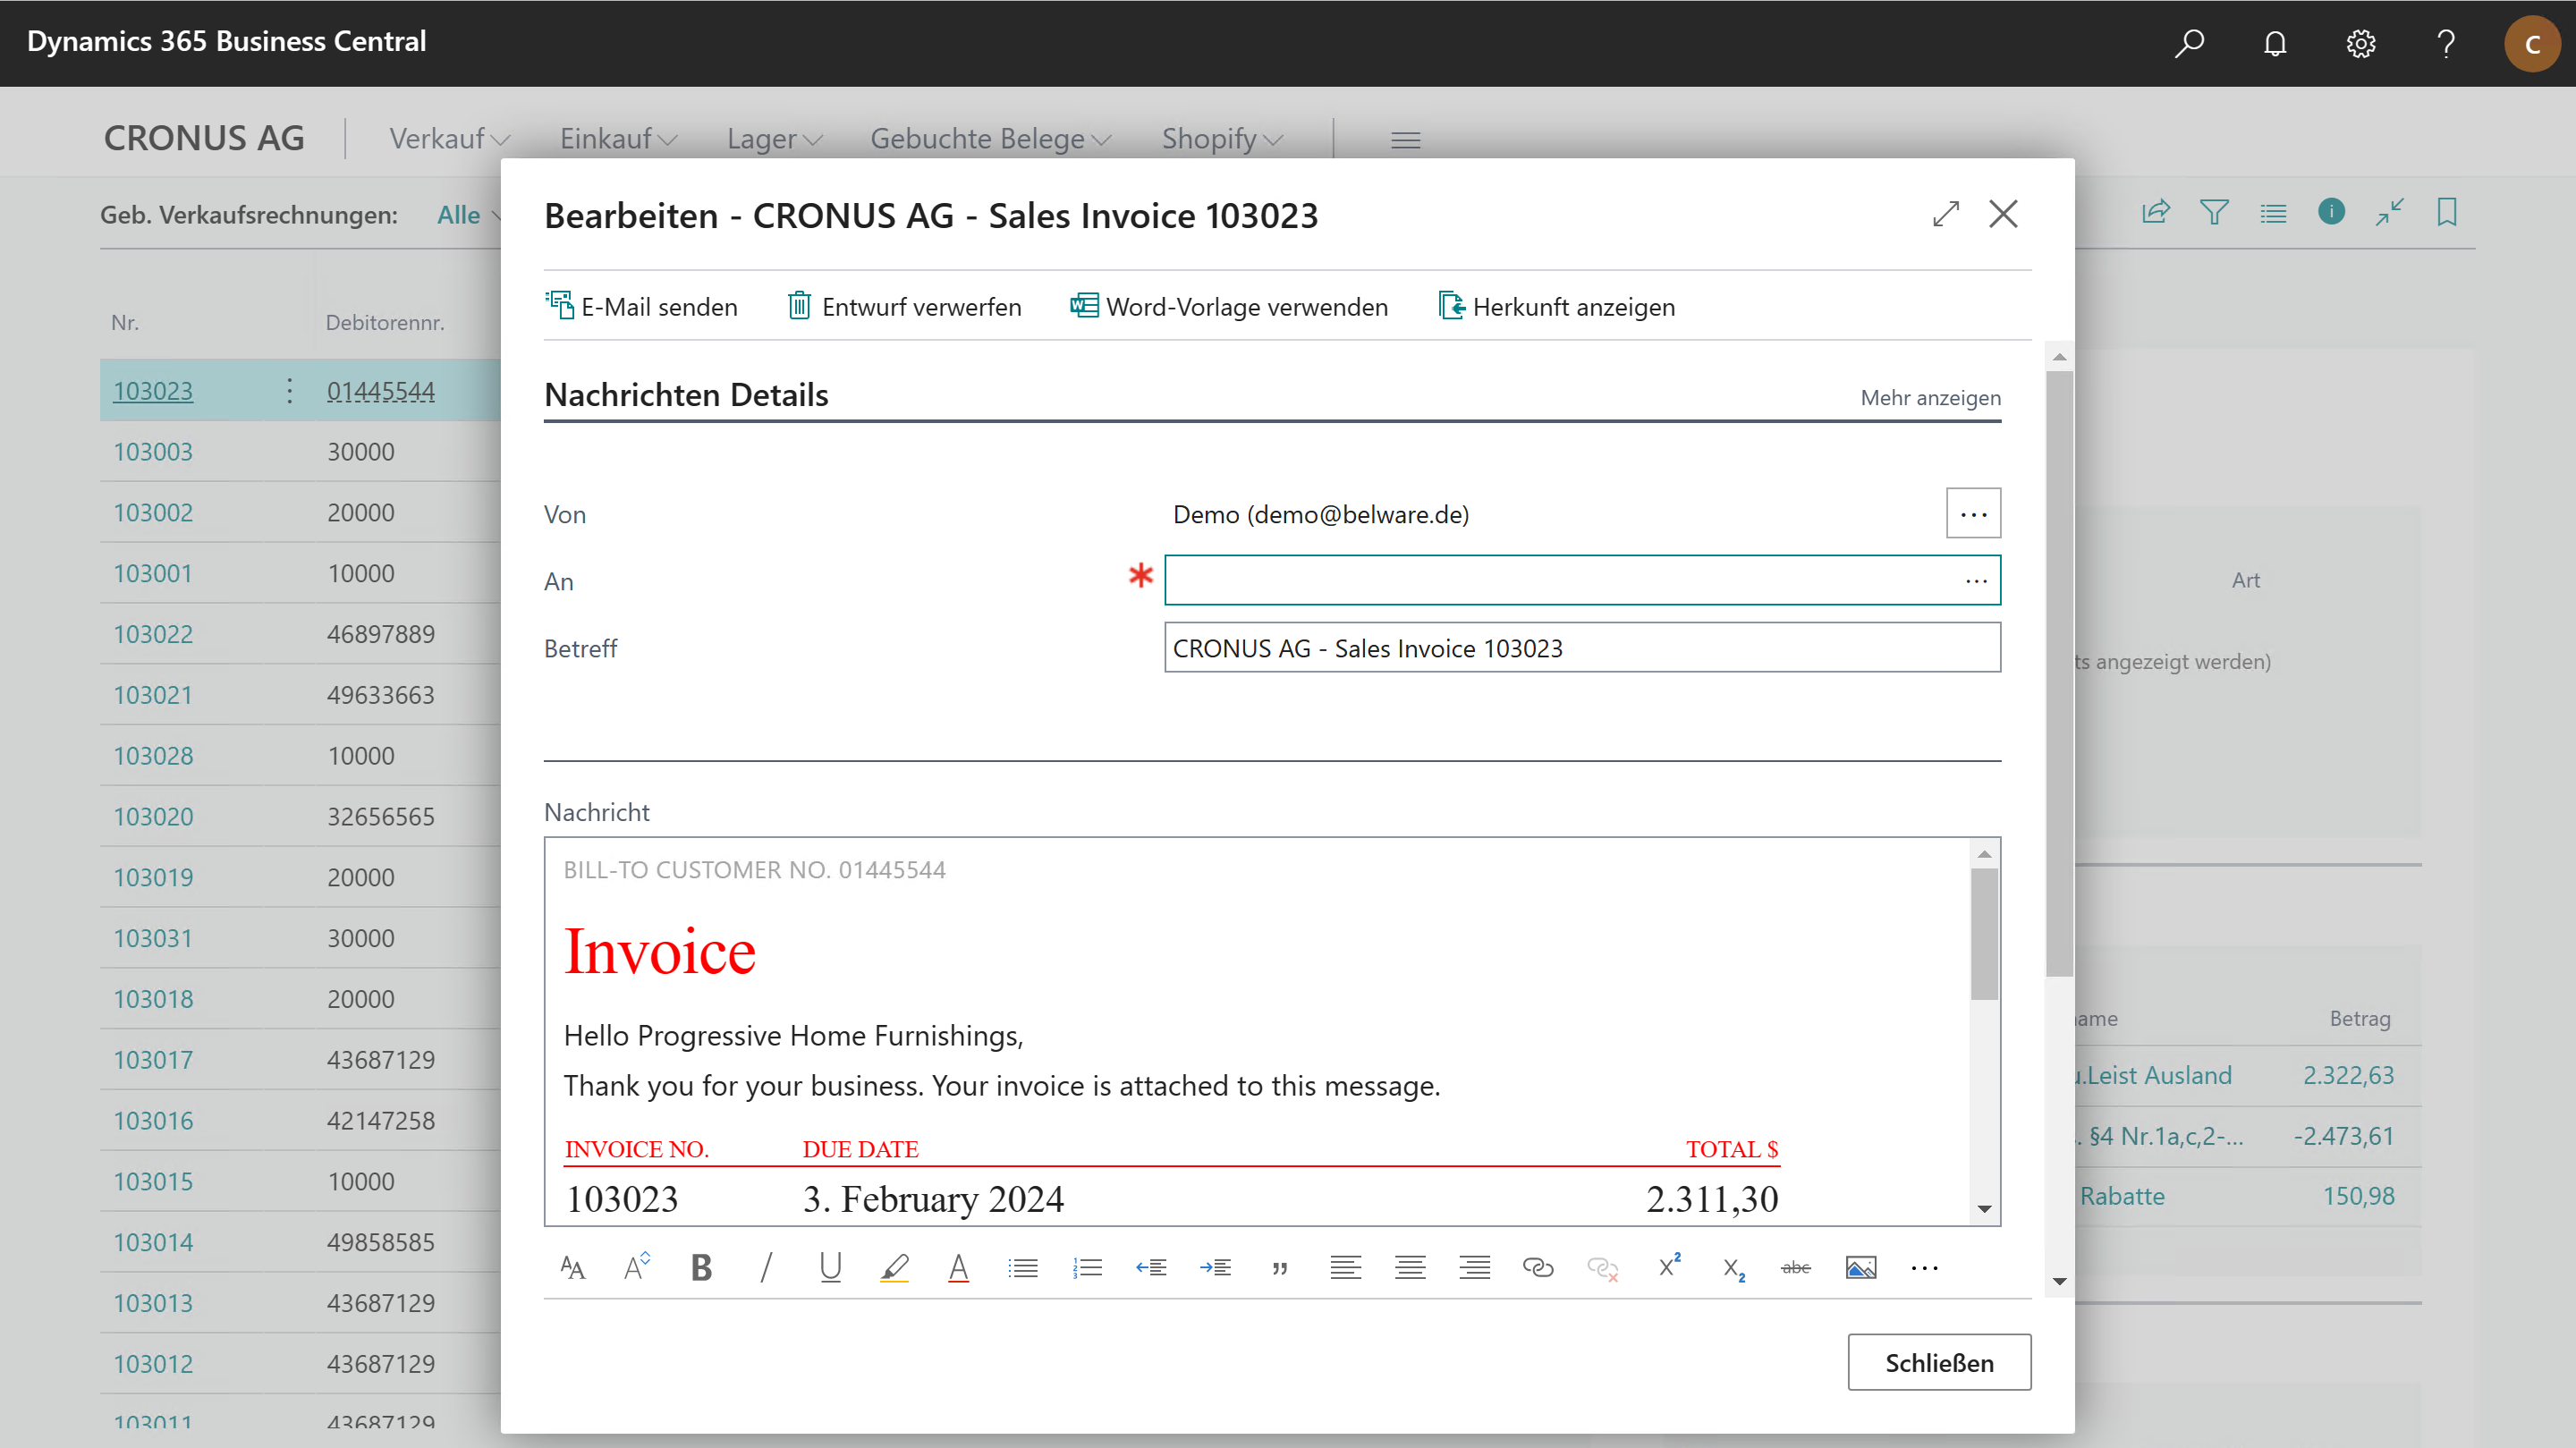 Dynamics 365 Business Central
C
CRONUS AG
Verkauf
Einkauf
Lager
Gebuchte Belege
Shopify
Geb. Verkaufsrechnungen:
Alle
Nr.
Debitorennr.
103023
01445544
103003
30000
103002
20000
103001
10000
103022
46897889
103021
49633663
103028
10000
103020
32656565
103019
20000
103031
30000
103018
20000
103017
43687129
103016
42147258
103015
10000
103014
49858585
103013
43687129
103012
43687129
103011
43687129
Bearbeiten - CRONUS AG - Sales Invoice 103023
E-Mail senden
Entwurf verwerfen
Word-Vorlage verwenden
Herkunft anzeigen
Nachrichten Details
Mehr anzeigen
Von
Demo (demo@belware.de)
An
*
Betreff
CRONUS AG - Sales Invoice 103023
Nachricht
BILL-TO CUSTOMER NO. 01445544
Invoice
Hello Progressive Home Furnishings,
Thank you for your business. Your invoice is attached to this message.
INVOICE NO.
DUE DATE
TOTAL $
103023
3. February 2024
2.311,30
Schließen
Art
angezeigt werden)
Betrag
u.Leist Ausland
2.322,63
§4 Nr.1a,c,2-...
-2.473,61
Rabatte
150,98